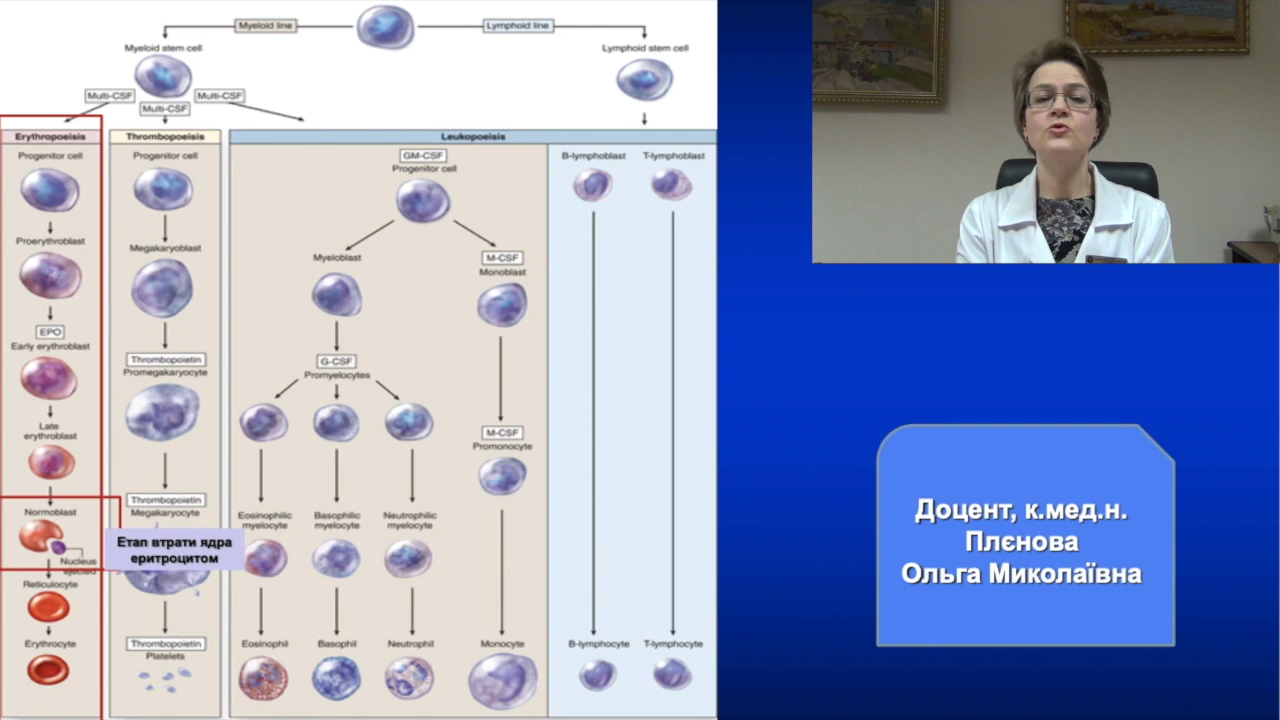 Myeloid line
Lymphoid line
Myeloid stem cell
Lymphoid stem cell
Multi-CSF
Multi-CSF
Multi-CSF
Erythropoeisis
Progenitor cell
Proerythroblast
EPO
Early erythroblast
Late
erythroblast
Normoblast
Nucleus
ejected
Reticulocyte
Erythrocyte
Thrombopoeisis
Progenitor cell
Megakaryoblast
Thrombopoietin
Promegakaryocyte
Thrombopoietin
Megakaryocyte
Етап втрати ядра
еритроцитом
Thrombopoietin
Platelets
Leukopoeisis
GM-CSF
Progenitor cell
Myeloblast
M-CSF
Monoblast
G-CSF
Promyelocytes
M-CSF
Promonocyte
Eosinophilic
myelocyte
Basophilic
myelocyte
Neutrophilic
myelocyte
Eosinophil
Basophil
Neutrophil
Monocyte
B-lymphoblast
T-lymphoblast
B-lymphocyte
T-lymphocyte
Доцент, к.мед.н.
Плєнова
Ольга Миколаївна